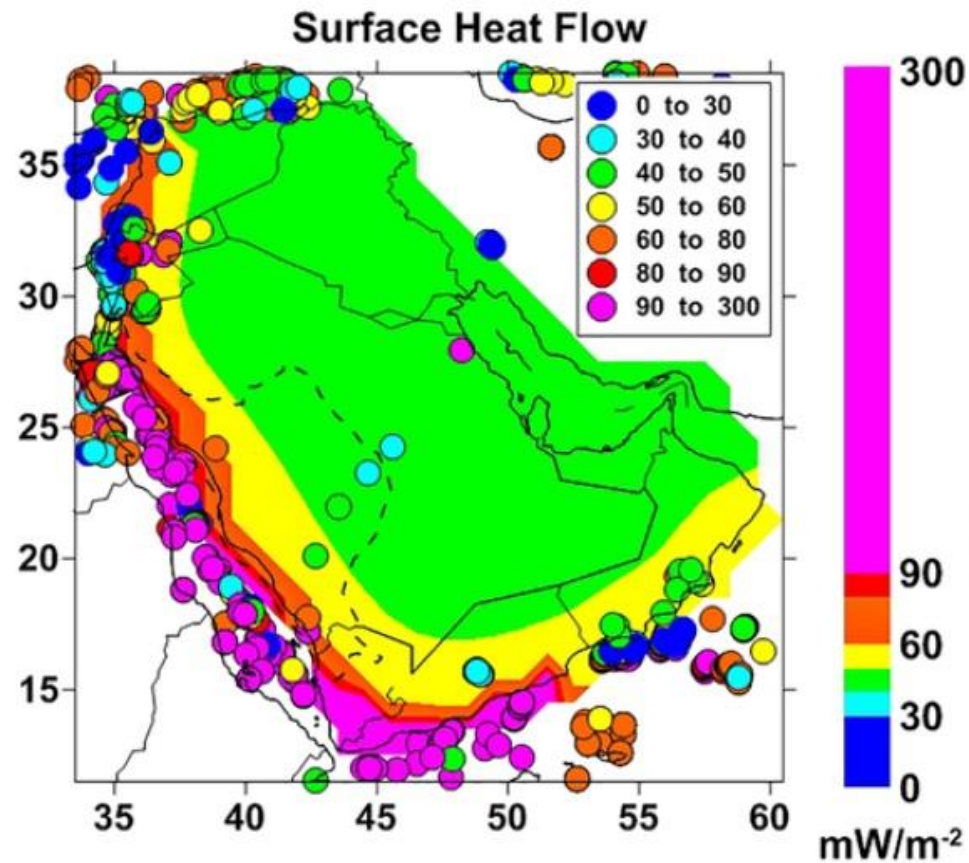 Surface Heat Flow
0 to 30
30 to 40
40 to 50
50 to 60
60 to 80
80 to 90
90 to 300
300
90
60
30
0
mW/m-2
35
30
25
20
15
35 40 45 50 55 60